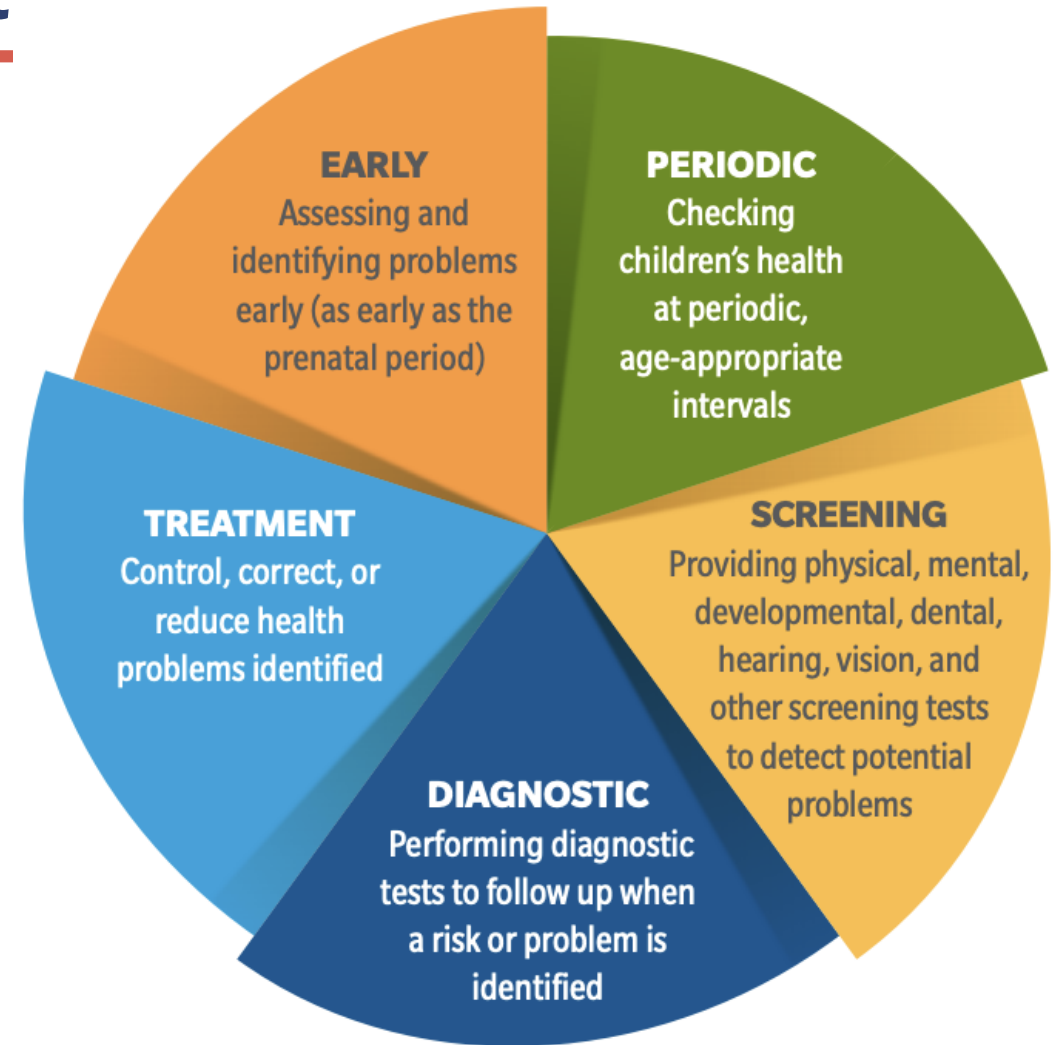 EARLY
Assessing and
identifying problems
early (as early as the
prenatal period)
PERIODIC
Checking
children’s health
at periodic,
age-appropriate
intervals
SCREENING
Providing physical, mental,
developmental, dental,
hearing, vision, and
other screening tests
to detect potential
problems
DIAGNOSTIC
Performing diagnostic
tests to follow up when
a risk or problem is
identified
TREATMENT
Control, correct, or
reduce health
problems identified